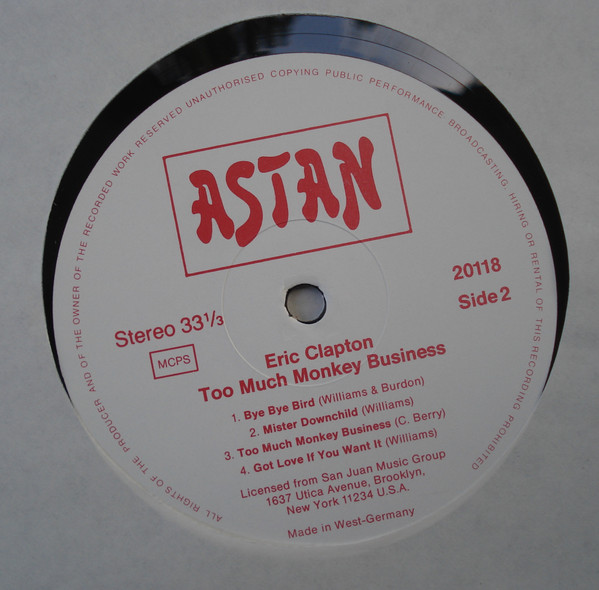 ALL RIGHTS OF THE PRODUCER AND OF THE OWNER OF THE RECORDED WORK RESERVED UNAUTHORISED COPYING PUBLIC PERFORMANCE BROADCASTING, HIRING OR RENTAL OF THIS RECORDING PROHIBITED
ASTAN
20118
Side 2
Stereo 33⅓
MCPS
Eric Clapton
Too Much Monkey Business
1. Bye Bye Bird (Williams & Burdon)
2. Mister Downchild (Williams)
3. Too Much Monkey Business (C. Berry)
4. Got Love If You Want It (Williams)
Licensed from San Juan Music Group
1637 Utica Avenue, Brooklyn,
New York 11234 U.S.A.
Made in West-Germany